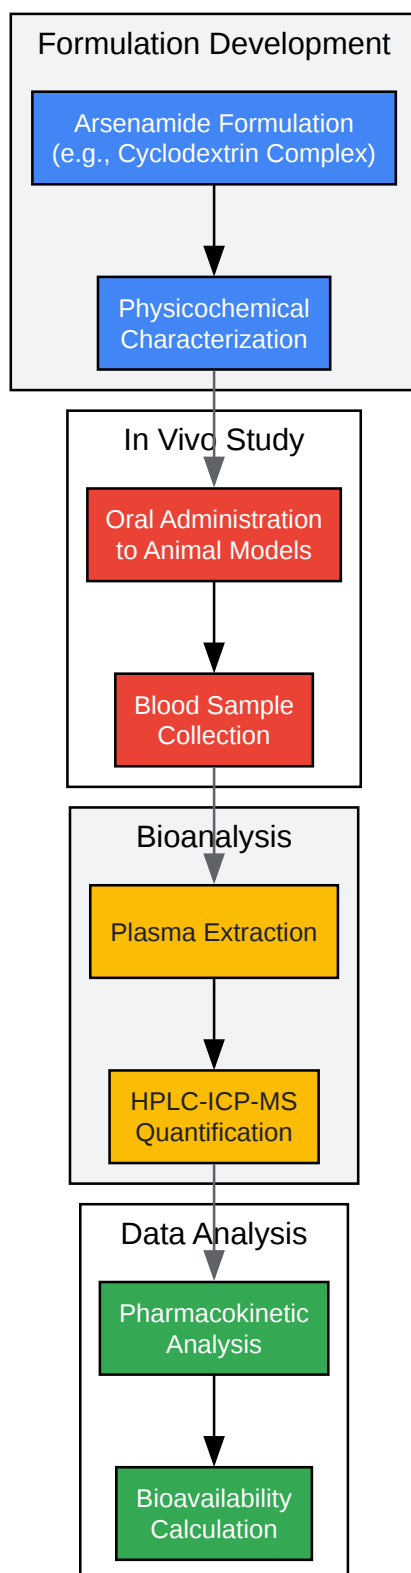 Formulation Development
Arsenamide Formulation
(e.g., Cyclodextrin Complex)
Physicochemical
Characterization
In Vivo Study
Oral Administration
to Animal Models
Blood Sample
Collection
Bioanalysis
Plasma Extraction
HPLC-ICP-MS
Quantification
Data Analysis
Pharmacokinetic
Analysis
Bioavailability
Calculation